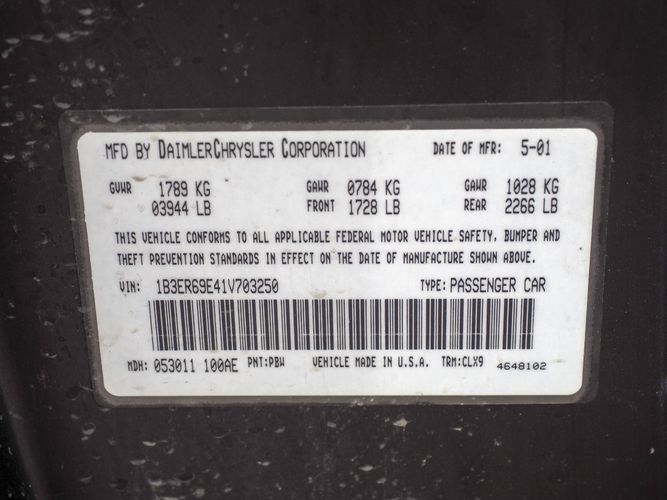 MFD BY DAIMLERCHRYSLER CORPORATION DATE OF MFR: 5-01
GVWR 1789 KG GAWR 0784 KG GAWR 1028 KG
03944 LB FRONT 1728 LB REAR 2266 LB
THIS VEHICLE CONFORMS TO ALL APPLICABLE FEDERAL MOTOR VEHICLE SAFETY, BUMPER AND
THEFT PREVENTION STANDARDS IN EFFECT ON THE DATE OF MANUFACTURE SHOWN ABOVE.
VIN: 1B3ER69E41V703250 TYPE: PASSENGER CAR
MDH: 053011 100AE PNT:PBW VEHICLE MADE IN U.S.A. TRM:CLX9 4648102